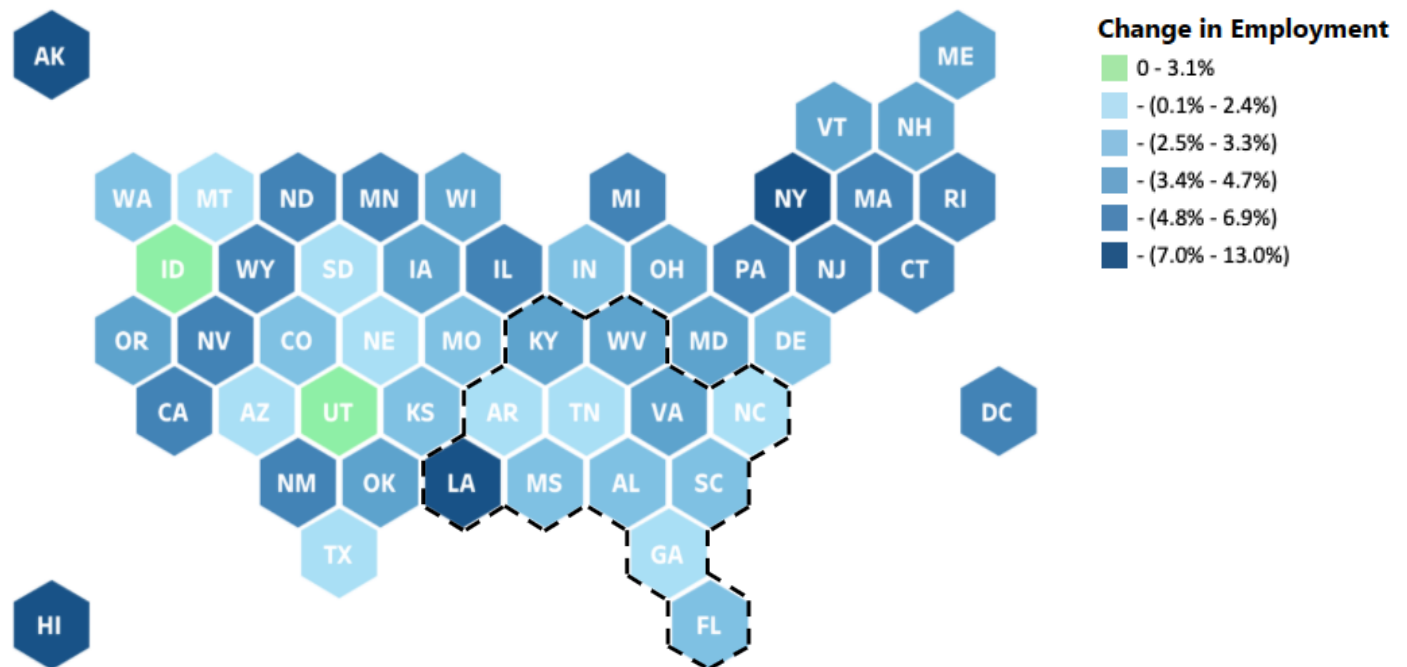 Change in Employment
0 - 3.1%
- (0.1% - 2.4%)
- (2.5% - 3.3%)
- (3.4% - 4.7%)
- (4.8% - 6.9%)
- (7.0% - 13.0%)
AK
ME
VT NH
WA MT ND MN WI MI NY MA RI
ID WY SD IA IL IN OH PA NJ CT
OR NV CO NE MO KY WV MD DE
CA AZ UT KS AR TN VA NC DC
NM OK LA MS AL SC
TX GA
HI FL